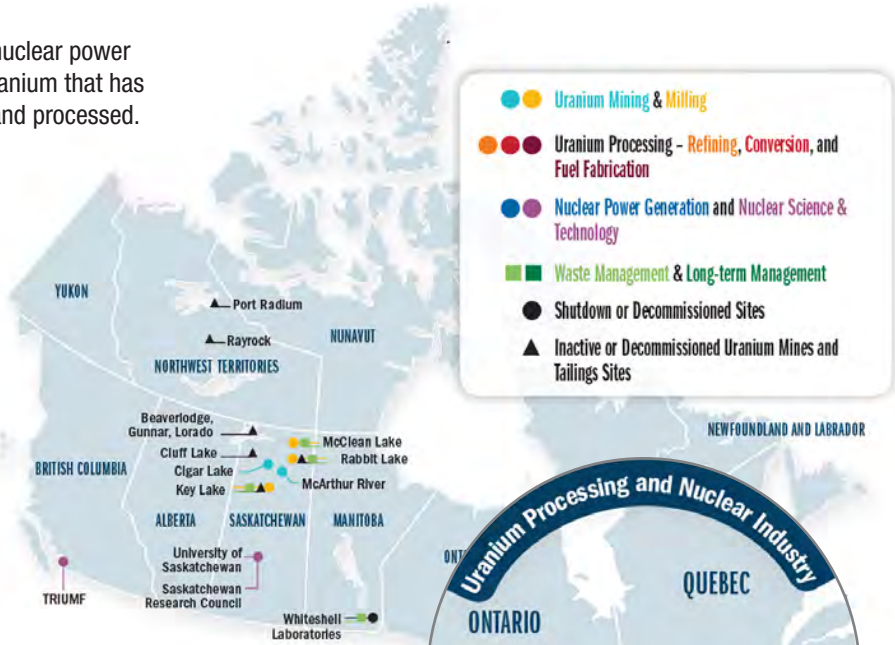 nuclear power
anium that has
and processed.
Uranium Mining & Milling
Uranium Processing – Refining, Conversion, and
Fuel Fabrication
Nuclear Power Generation and Nuclear Science &
Technology
Waste Management & Long-term Management
Shutdown or Decommissioned Sites
Inactive or Decommissioned Uranium Mines and
Tailings Sites
YUKON
Port Radium
Rayrock
NUNAVUT
NORTHWEST TERRITORIES
Beaverlodge,
Gunnar, Lorado
McClean Lake
Cluff Lake
Rabbit Lake
Cigar Lake
McArthur River
Key Lake
BRITISH COLUMBIA
ALBERTA
SASKATCHEWAN
MANITOBA
NEWFOUNDLAND AND LABRADOR
University of
Saskatchewan
Saskatchewan
Research Council
TRIUMF
Whiteshell
Laboratories
ONT
Uranium Processing and Nuclear Industry
QUEBEC
ONTARIO